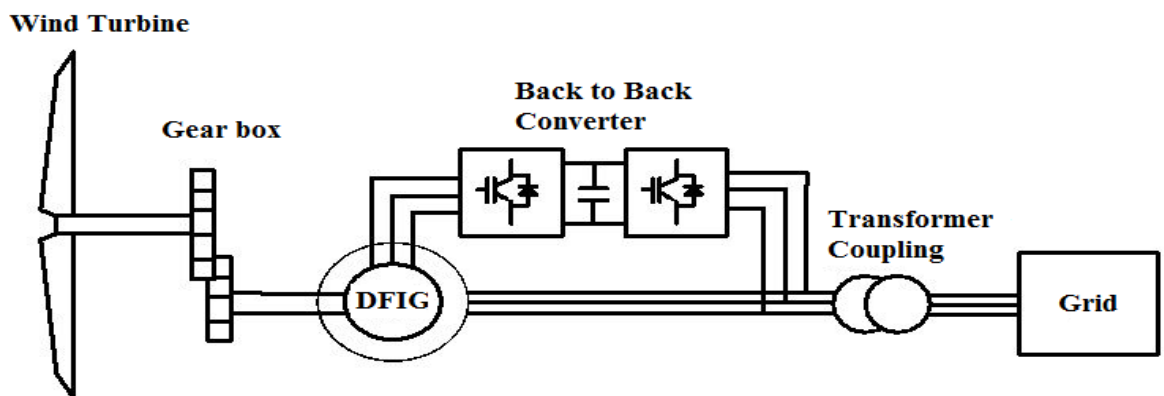 Wind Turbine
Gear box
Back to Back
Converter
DFIG
Transformer
Coupling
Grid